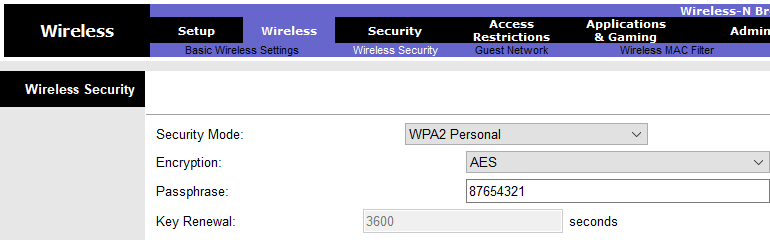 Wireless-N Br
Wireless
Setup Wireless Security Access Restrictions Applications & Gaming Admin
Basic Wireless Settings Wireless Security Guest Network Wireless MAC Filter
Wireless Security
Security Mode: WPA2 Personal
Encryption: AES
Passphrase: 87654321
Key Renewal: 3600 seconds